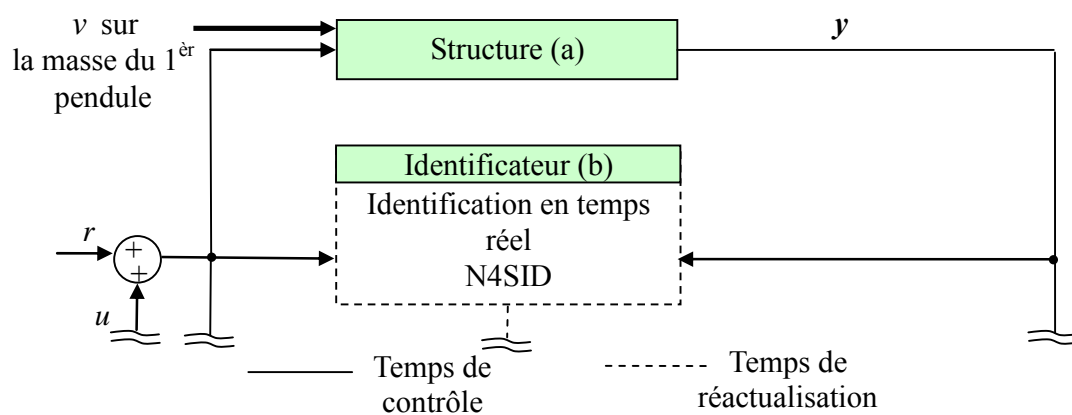 v sur
la masse du 1èr
pendule
Structure (a)
y
Identificateur (b)
Identification en temps
réel
N4SID
r
+
+
u
Temps de
contrôle
Temps de
réactualisation